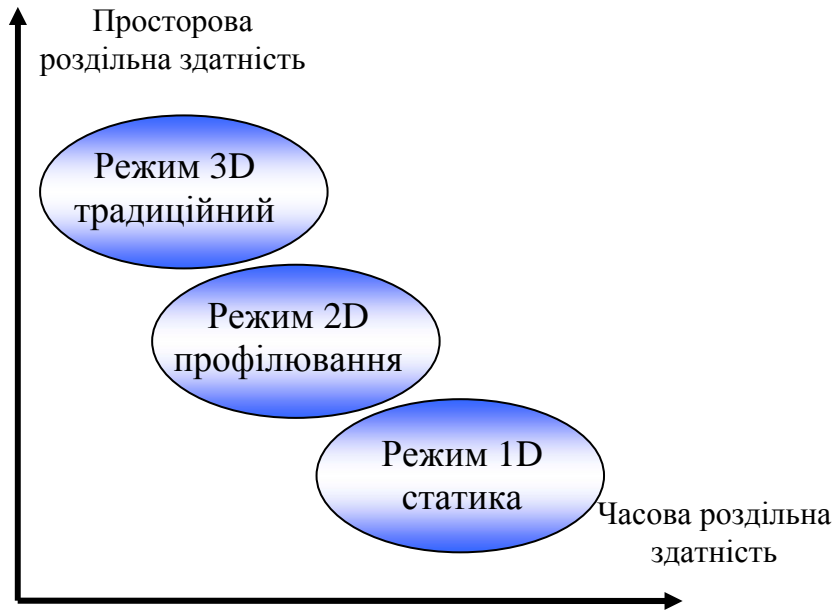 Просторова
роздільна здатність
Режим 3D
традиційний
Режим 2D
профілювання
Режим 1D
статика
Часова роздільна
здатність